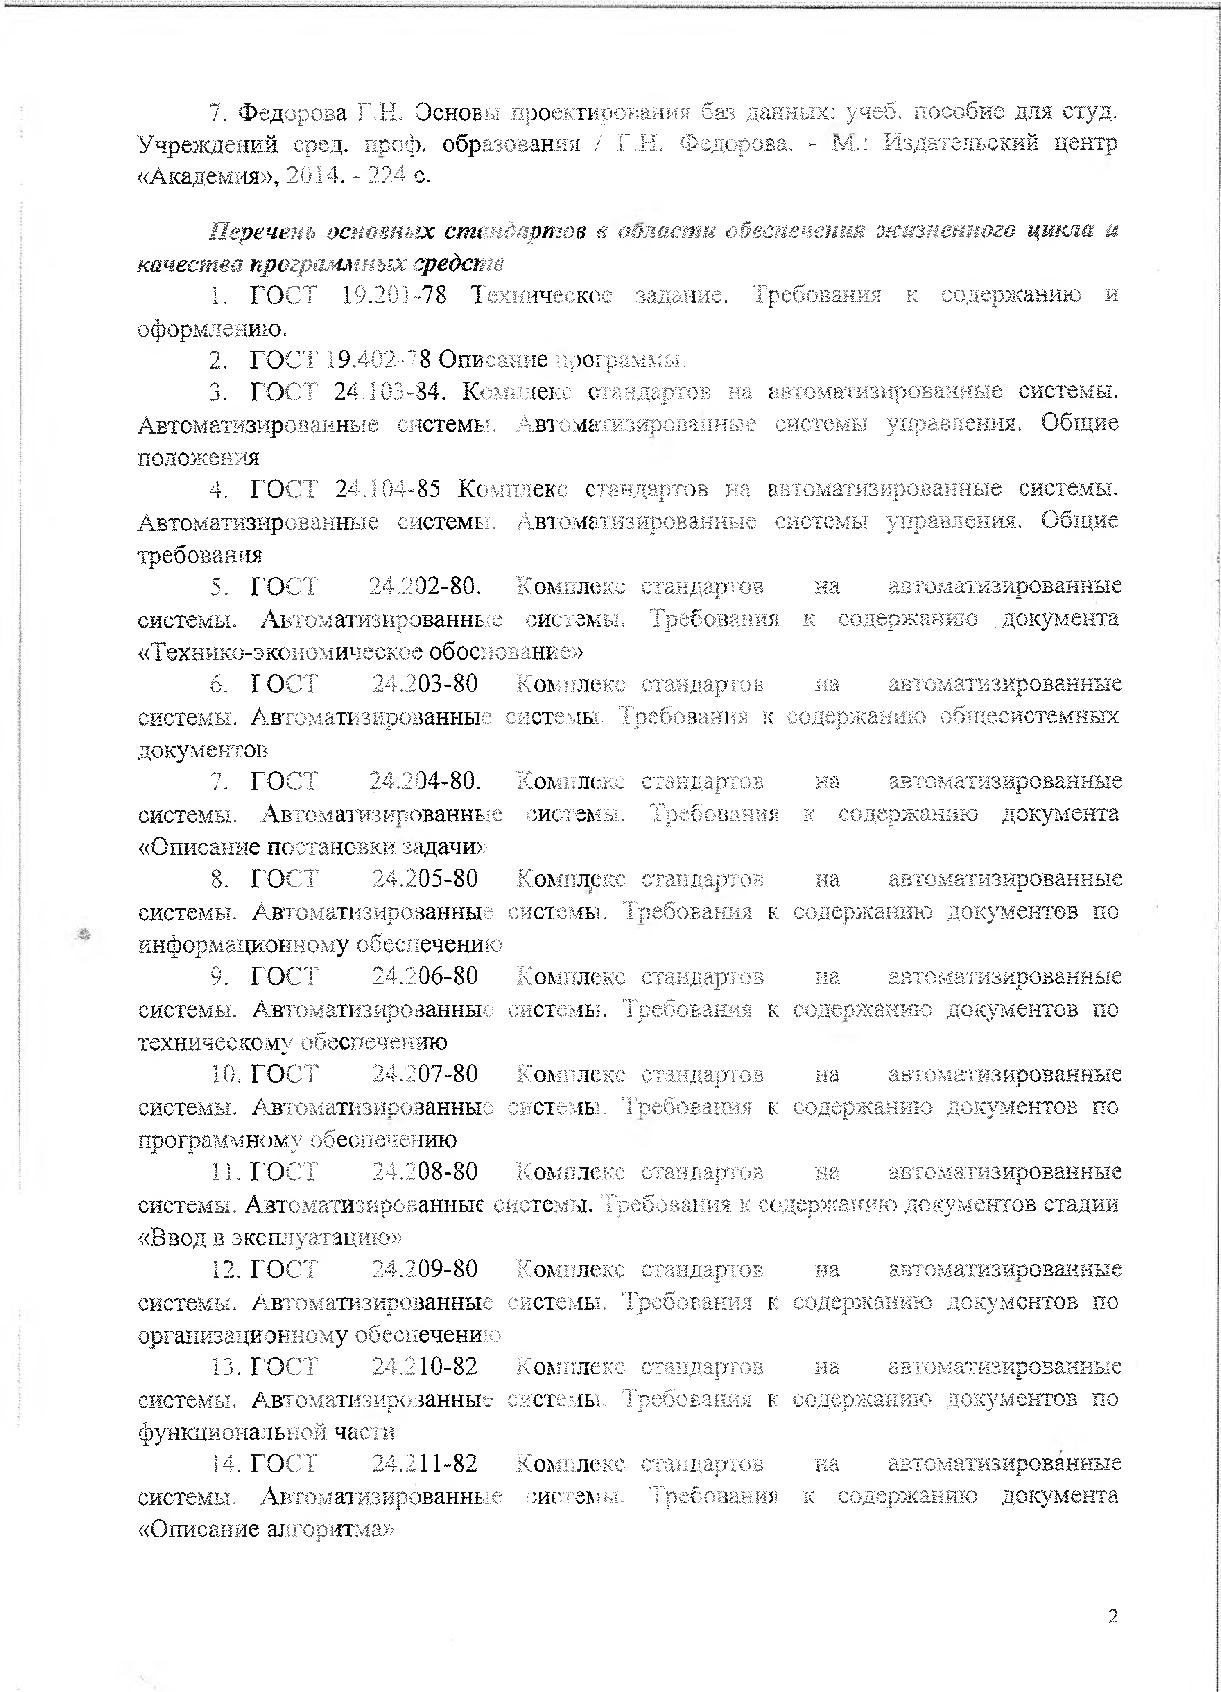 7. Федорова Г.Н. Основы проектирования баз данных: учеб. пособие для студ.
Учреждений сред. проф. образования / Г.Н. Федорова. - М.: Издательский центр
«Академия», 2014. - 224 с.
Перечень основных стандартов в области обеспечения жизненного цикла и
качества программных средств
1. ГОСТ 19.201-78 Техническое задание. Требования к содержанию и
оформлению.
2. ГОСТ 19.402-78 Описание программы.
3. ГОСТ 24.103-84. Комплекс стандартов на автоматизированные системы.
Автоматизированные системы. Автоматизированные системы управления. Общие
положения
4. ГОСТ 24.104-85 Комплекс стандартов на автоматизированные системы.
Автоматизированные системы. Автоматизированные системы управления. Общие
требования
5. ГОСТ 24.202-80. Комплекс стандартов на автоматизированные
системы. Автоматизированные системы. Требования к содержанию документа
«Технико-экономическое обоснование»
6. ГОСТ 24.203-80 Комплекс стандартов на автоматизированные
системы. Автоматизированные системы. Требования к содержанию общесистемных
документов
7. ГОСТ 24.204-80. Комплекс стандартов на автоматизированные
системы. Автоматизированные системы. Требования к содержанию документа
«Описание постановки задачи»
8. ГОСТ 24.205-80 Комплекс стандартов на автоматизированные
системы. Автоматизированные системы. Требования к содержанию документов по
информационному обеспечению
9. ГОСТ 24.206-80 Комплекс стандартов на автоматизированные
системы. Автоматизированные системы. Требования к содержанию документов по
техническому обеспечению
10. ГОСТ 24.207-80 Комплекс стандартов на автоматизированные
системы. Автоматизированные системы. Требования к содержанию документов по
программному обеспечению
11. ГОСТ 24.208-80 Комплекс стандартов на автоматизированные
системы. Автоматизированные системы. Требования к содержанию документов стадии
«Ввод в эксплуатацию»
12. ГОСТ 24.209-80 Комплекс стандартов на автоматизированные
системы. Автоматизированные системы. Требования к содержанию документов по
организационному обеспечению
13. ГОСТ 24.210-82 Комплекс стандартов на автоматизированные
системы. Автоматизированные системы. Требования к содержанию документов по
функциональной части
14. ГОСТ 24.211-82 Комплекс стандартов на автоматизированные
системы. Автоматизированные системы. Требования к содержанию документа
«Описание алгоритма»
2